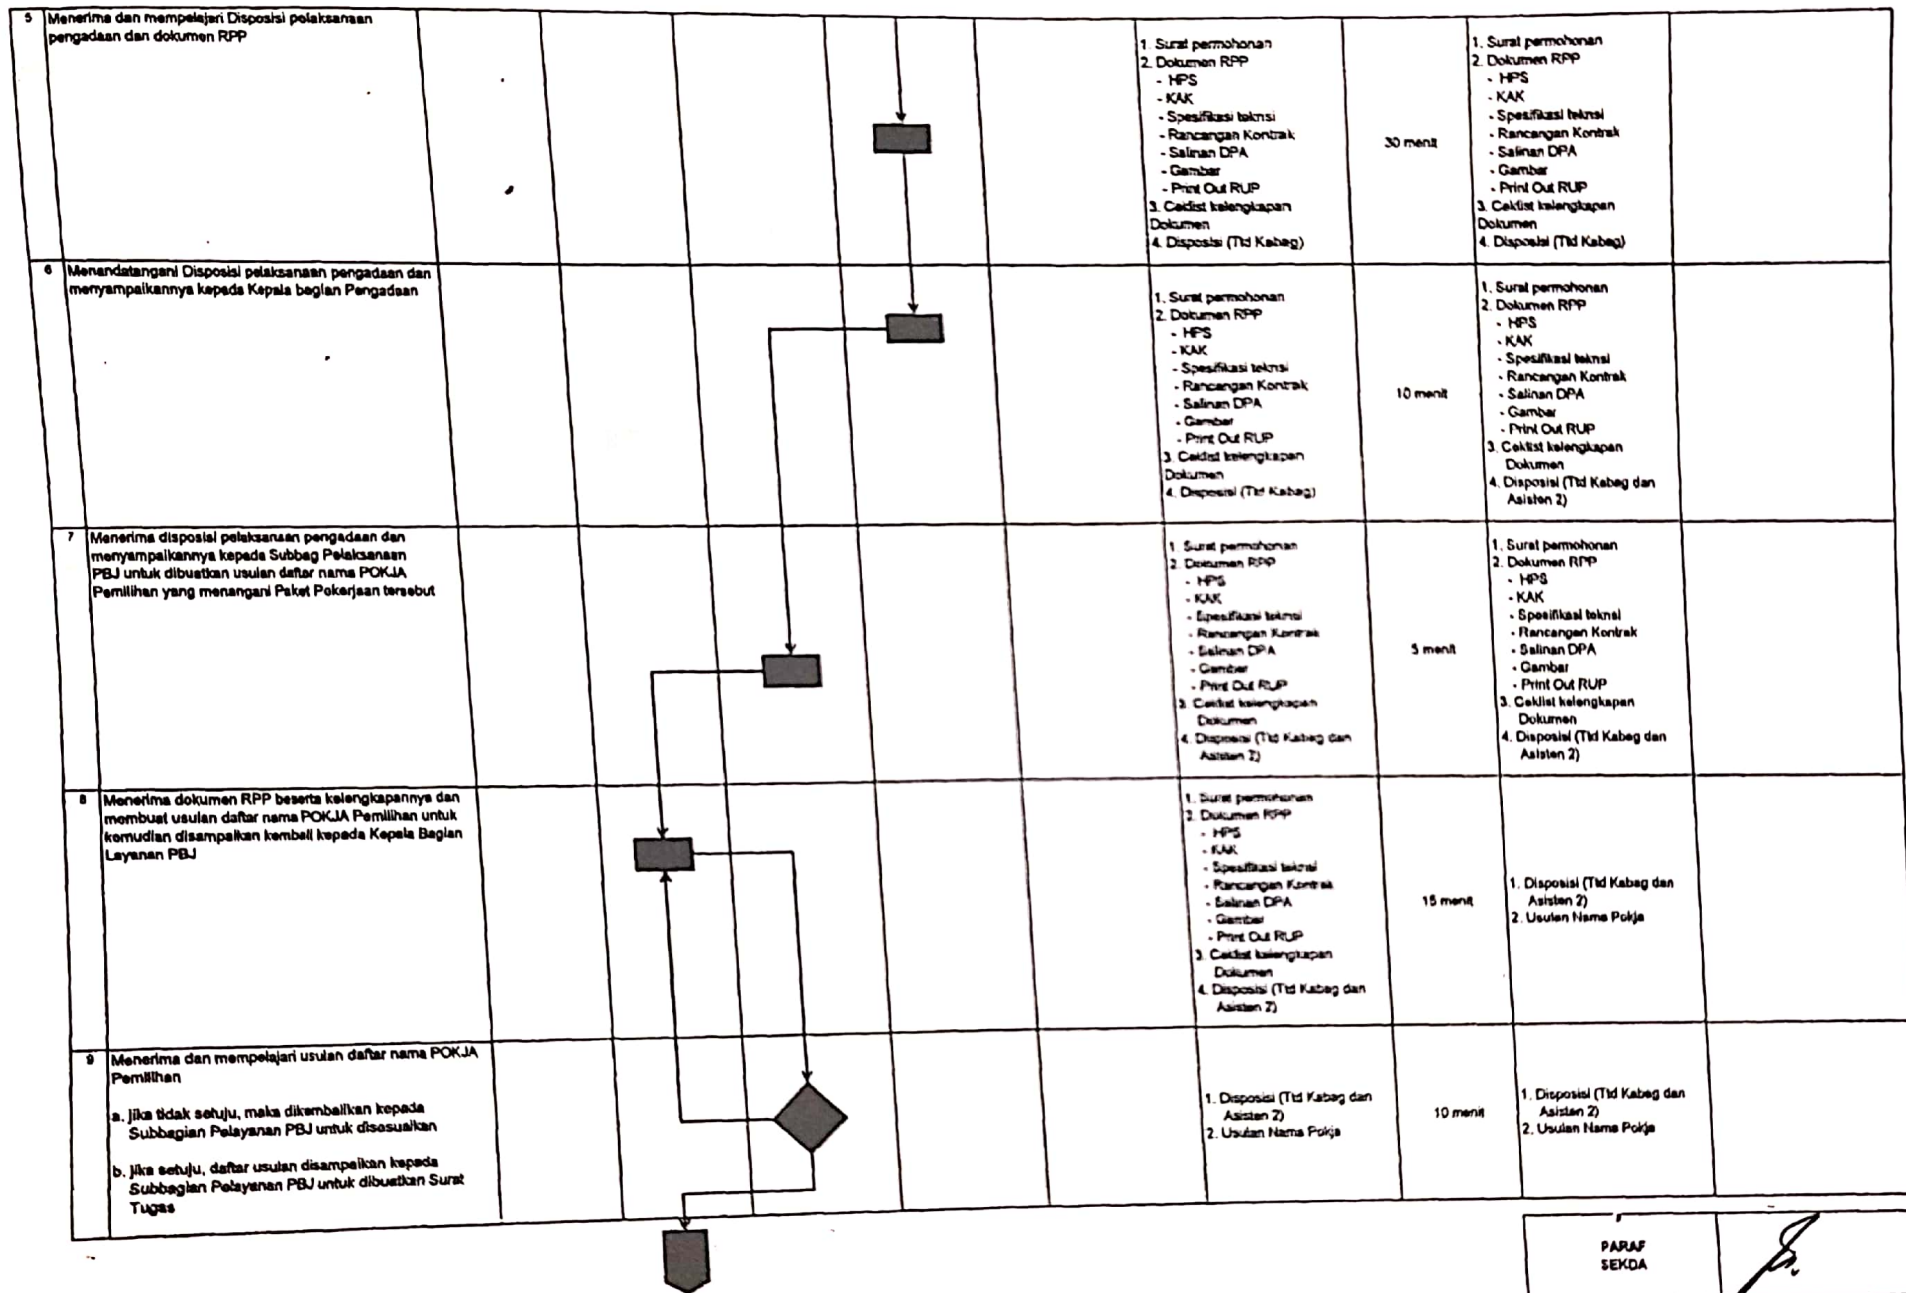 5 Menerima dan mempelajari Disposisi pelaksanaan
pengadaan dan dokumen RPP
1. Surat permohonan
2. Dokumen RPP
- HPS
- KAK
- Spesifikasi teknsi
- Rancangan Kontrak
- Salinan DPA
- Gambar
- Print Out RUP
3. Ceklist kelengkapan
Dokumen
4. Disposisi (Ttd Kabag)
30 menit
1. Surat permohonan
2. Dokumen RPP
- HPS
- KAK
- Spesifikasi teknsi
- Rancangan Kontrak
- Salinan DPA
- Gambar
- Print Out RUP
3. Ceklist kelengkapan
Dokumen
4. Disposisi (Ttd Kabag)
6 Menandatangani Disposisi pelaksanaan pengadaan dan
menyampaikannya kepada Kepala bagian Pengadaan
1. Surat permohonan
2. Dokumen RPP
- HPS
- KAK
- Spesifikasi teknsi
- Rancangan Kontrak
- Salinan DPA
- Gambar
- Print Out RUP
3. Ceklist kelengkapan
Dokumen
4. Disposisi (Ttd Kabag)
10 menit
1. Surat permohonan
2. Dokumen RPP
- HPS
- KAK
- Spesifikasi teknsi
- Rancangan Kontrak
- Salinan DPA
- Gambar
- Print Out RUP
3. Ceklist kelengkapan
Dokumen
4. Disposisi (Ttd Kabag dan
Asisten 2)
7 Menerima disposisi pelaksanaan pengadaan dan
menyampaikannya kepada Subbag Pelaksanaan
PBJ untuk dibuatkan usulan daftar nama POKJA
Pemilihan yang menangani Paket Pekerjaan tersebut
1. Surat permohonan
2. Dokumen RPP
- HPS
- KAK
- Spesifikasi teknsi
- Rancangan Kontrak
- Salinan DPA
- Gambar
- Print Out RUP
3. Ceklist kelengkapan
Dokumen
4. Disposisi (Ttd Kabag dan
Asisten 2)
5 menit
1. Surat permohonan
2. Dokumen RPP
- HPS
- KAK
- Spesifikasi teknsi
- Rancangan Kontrak
- Salinan DPA
- Gambar
- Print Out RUP
3. Ceklist kelengkapan
Dokumen
4. Disposisi (Ttd Kabag dan
Asisten 2)
8 Menerima dokumen RPP beserta kelengkapannya dan
membuat usulan daftar nama POKJA Pemilihan untuk
kemudian disampaikan kembali kepada Kepala Bagian
Layanan PBJ
1. Surat permohonan
2. Dokumen RPP
- HPS
- KAK
- Spesifikasi teknsi
- Rancangan Kontrak
- Salinan DPA
- Gambar
- Print Out RUP
3. Ceklist kelengkapan
Dokumen
4. Disposisi (Ttd Kabag dan
Asisten 2)
15 menit
1. Disposisi (Ttd Kabag dan
Asisten 2)
2. Usulan Nama Pokja
9 Menerima dan mempelajari usulan daftar nama POKJA
Pemilihan
a. jika tidak setuju, maka dikembalikan kepada
Subbagian Pelayanan PBJ untuk disesuaikan
b. jika setuju, daftar usulan disampaikan kepada
Subbagian Pelayanan PBJ untuk dibuatkan Surat
Tugas
1. Disposisi (Ttd Kabag dan
Asisten 2)
2. Usulan Nama Pokja
10 menit
1. Disposisi (Ttd Kabag dan
Asisten 2)
2. Usulan Nama Pokja
PARAF
SEKDA